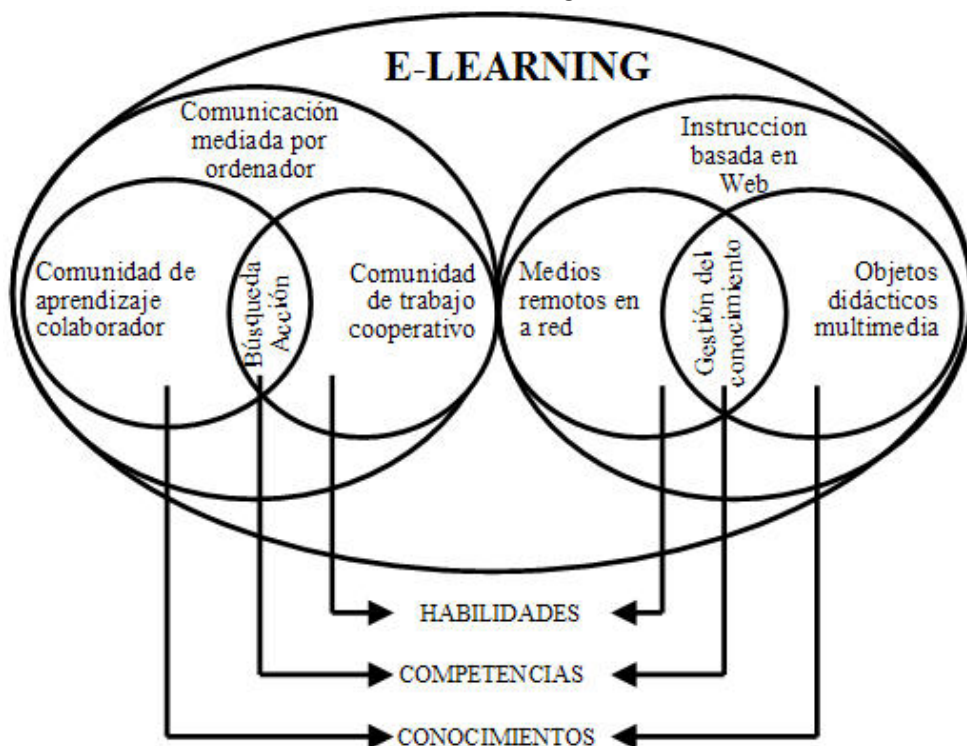 E-LEARNING
Comunicación
mediada por
ordenador
Instruccion
basada en
Web
Comunidad de
aprendizaje
colaborador
Búsqueda
Acción
Comunidad
de trabajo
cooperativo
Medios
remotos en
a red
Gestión del
conocimiento
Objetos
didácticos
multimedia
HABILIDADES
COMPETENCIAS
CONOCIMIENTOS